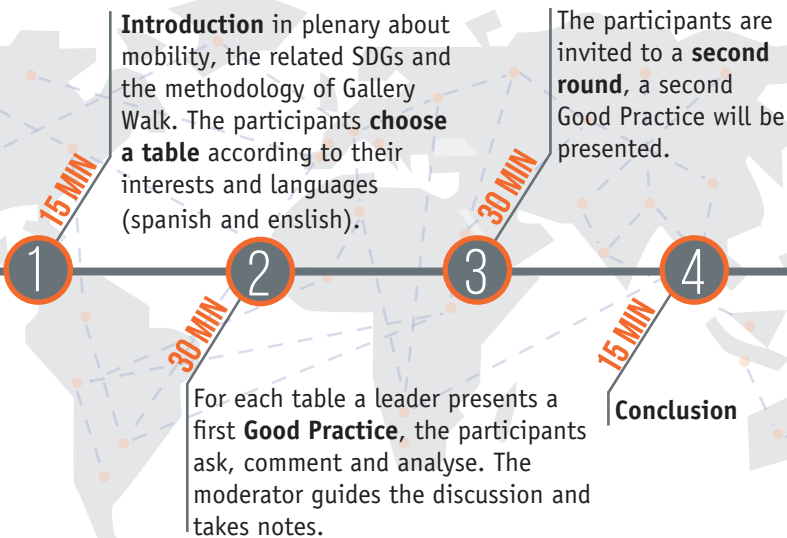 Introduction in plenary about
mobility, the related SDGs and
the methodology of Gallery
Walk. The participants choose
a table according to their
interests and languages
(spanish and enslish).
15 MIN
1
30 MIN
2
For each table a leader presents a
first Good Practice, the participants
ask, comment and analyse. The
moderator guides the discussion and
takes notes.
The participants are
invited to a second
round, a second
Good Practice will be
presented.
30 MIN
3
4
15 MIN
Conclusion